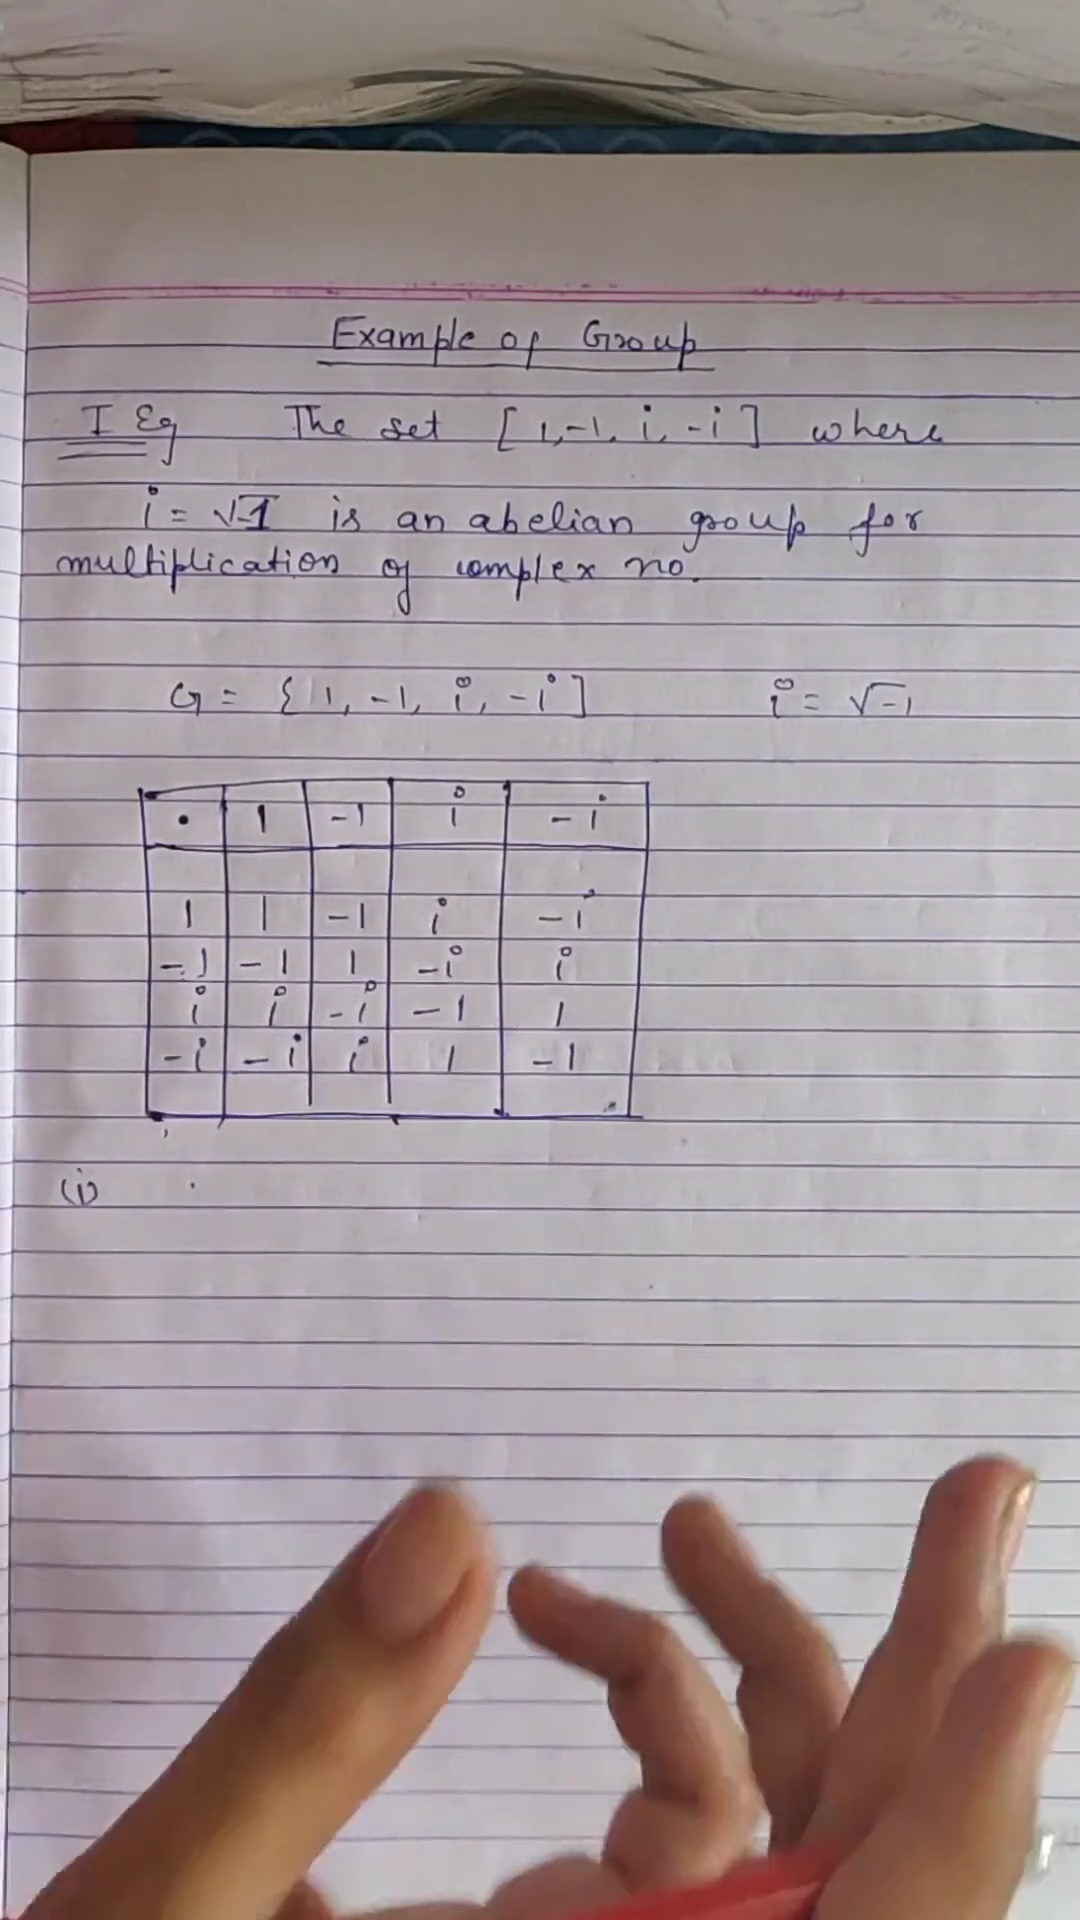 Example of Group
I Eg The set [1, -1, i, -i] where
i = √-1 is an abelian group for
multiplication of complex no.
G = {1, -1, i, -i] i = √-1
• 1 -1 i -i
1 1 -1 i -i
-1 -1 1 -i i
i i -i -1 1
-i -i i 1 -1
(i)